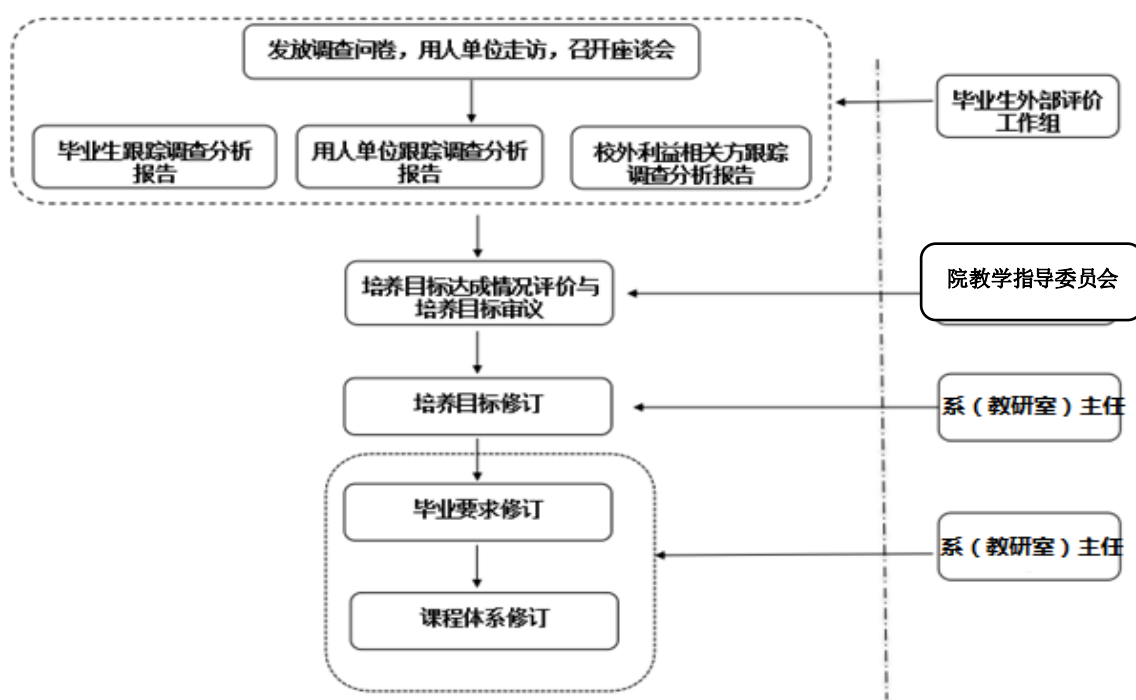 发放调查问卷，用人单位走访，召开座谈会
毕业生外部评价
工作组
毕业生跟踪调查分析
报告
用人单位跟踪调查分析
报告
校外利益相关方跟踪
调查分析报告
培养目标达成情况评价与
培养目标审议
院教学指导委员会
培养目标修订
系（教研室）主任
毕业要求修订
系（教研室）主任
课程体系修订